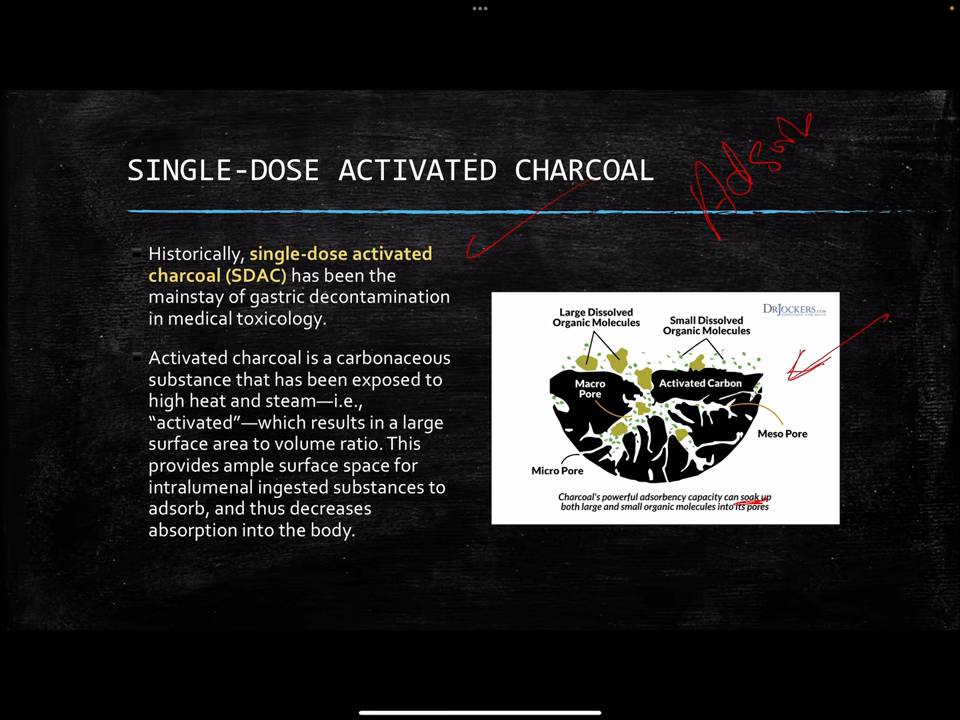 SINGLE-DOSE ACTIVATED CHARCOAL
Historically, single-dose activated
charcoal (SDAC) has been the
mainstay of gastric decontamination
in medical toxicology.
Activated charcoal is a carbonaceous
substance that has been exposed to
high heat and steam—i.e.,
“activated”—which results in a large
surface area to volume ratio. This
provides ample surface space for
intralumenal ingested substances to
adsorb, and thus decreases
absorption into the body.
DRJOCKERS.COM
Large Dissolved
Organic Molecules
Small Dissolved
Organic Molecules
Macro
Pore
Activated Carbon
Meso Pore
Micro Pore
Charcoal's powerful adsorbency capacity can soak up
both large and small organic molecules into its pores